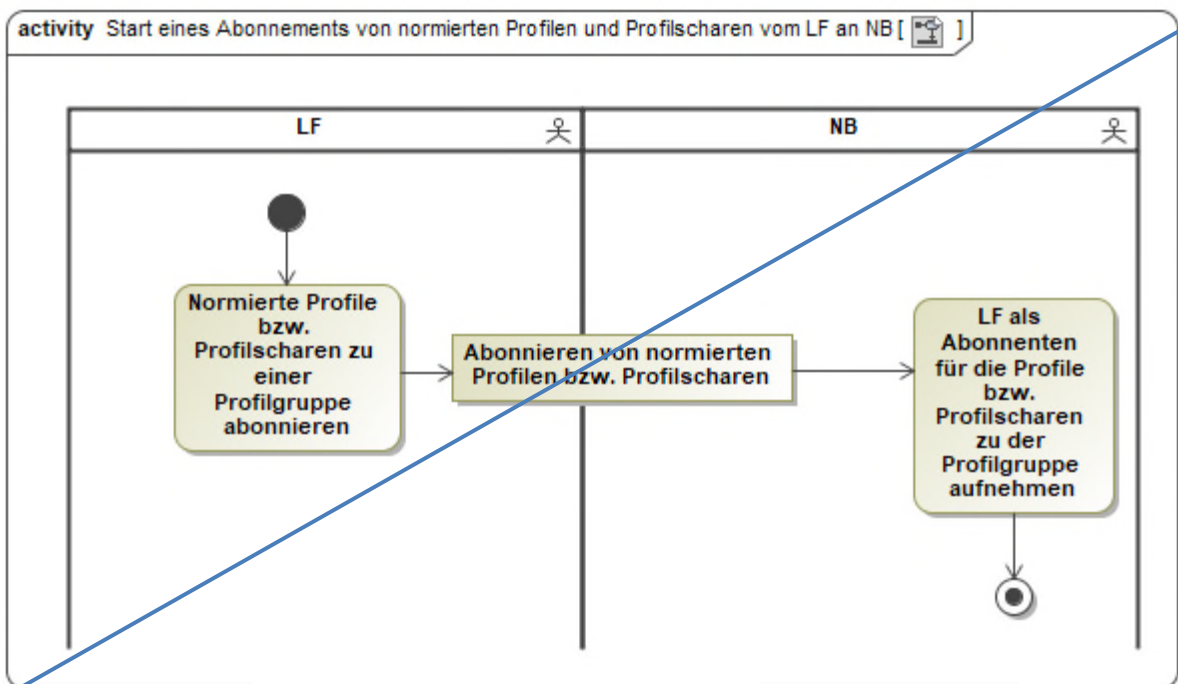 activity Start eines Abonnements von normierten Profilen und Profilscharen vom LF an NB [ ]
LF
NB
Normierte Profile
bzw.
Profilscharen zu
einer
Profilgruppe
abonnieren
Abonnieren von normierten
Profilen bzw. Profilscharen
LF als
Abonnenten
für die Profile
bzw.
Profilscharen
zu der
Profilgruppe
aufnehmen